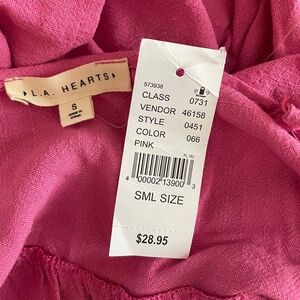 L.A. HEARTS
S
573938
CLASS 0731
VENDOR 46158
STYLE 0451
COLOR 066
PINK
4 00002 13900 3
SML SIZE
$28.95